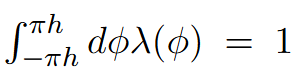 ∫_{-πh}^{πh} dϕλ(ϕ) = 1